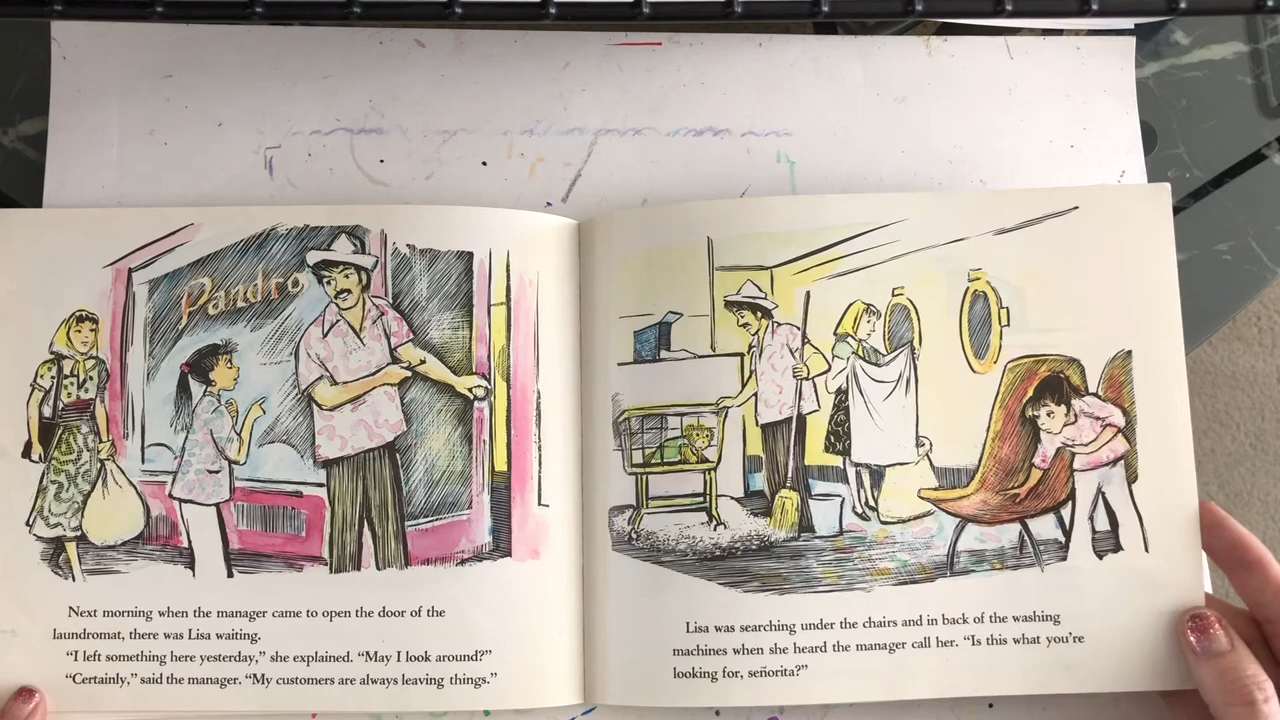 Pandro
Next morning when the manager came to open the door of the
laundromat, there was Lisa waiting.
“I left something here yesterday,” she explained. “May I look around?”
“Certainly,” said the manager. “My customers are always leaving things.”
Lisa was searching under the chairs and in back of the washing
machines when she heard the manager call her. “Is this what you’re
looking for, señorita?”